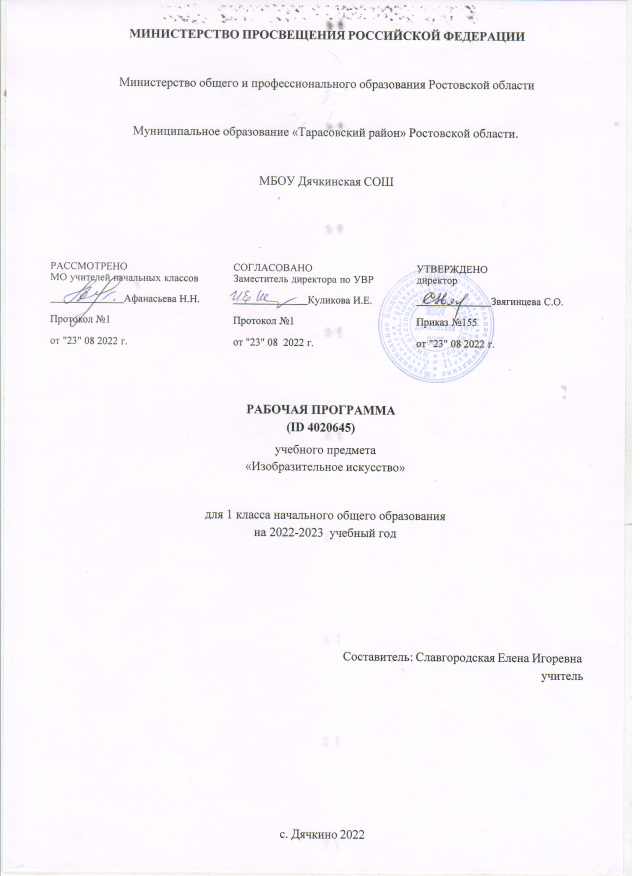 МИНИСТЕРСТВО ПРОСВЕЩЕНИЯ РОССИЙСКОЙ ФЕДЕРАЦИИ
Министерство общего и профессионального образования Ростовской области
Муниципальное образование «Тарасовский район» Ростовской области.
МБОУ Дячкинская СОШ
РАССМОТРЕНО
МО учителей начальных классов
Афанасьева Н.Н.
Протокол №1
от "23" 08 2022 г.
СОГЛАСОВАНО
Заместитель директора по УВР
Куликова И.Е.
Протокол №1
от "23" 08 2022 г.
УТВЕРЖДЕНО
директор
Звягинцева С.О.
Приказ №155
от "23" 08 2022 г.
РАБОЧАЯ ПРОГРАММА
(ID 4020645)
учебного предмета
«Изобразительное искусство»
для 1 класса начального общего образования
на 2022-2023 учебный год
Составитель: Славгородская Елена Игоревна
учитель
с. Дячкино 2022